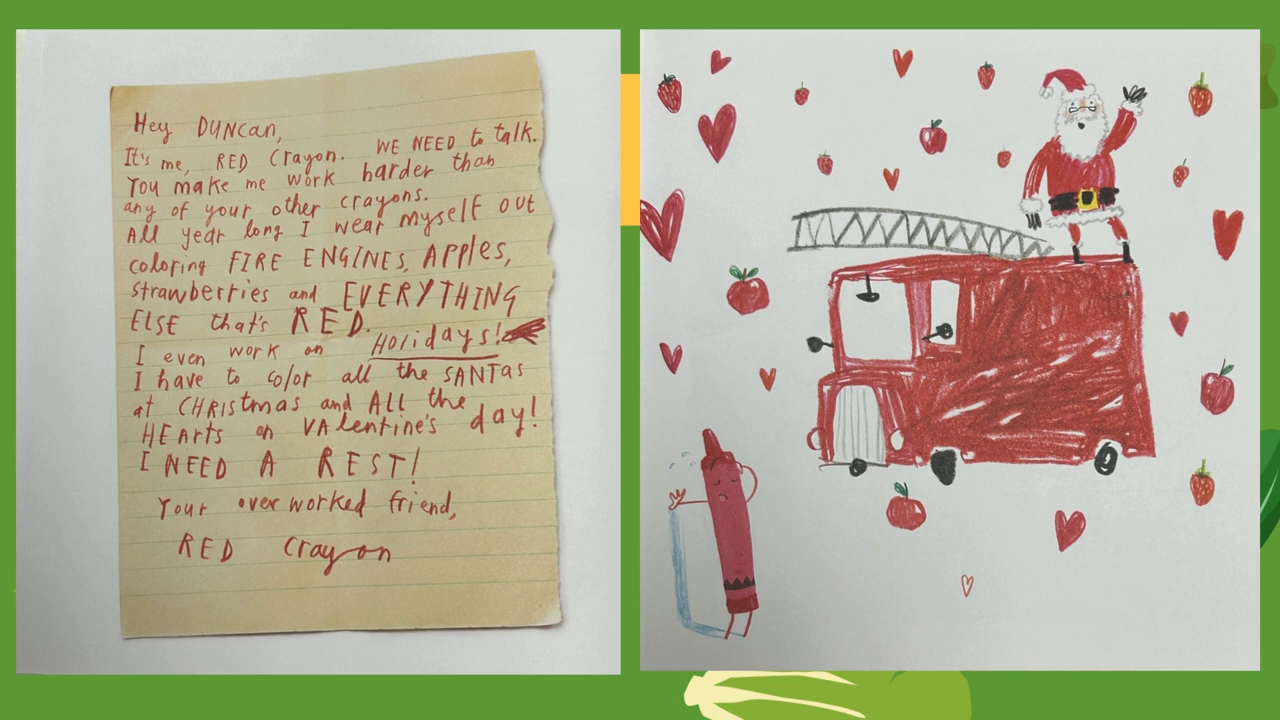 Hey DUNCan,
It's me, RED Crayon. WE NEED to talk.
You make me work harder than
any of your other crayons.
All year long I wear myself out
coloring FIRE ENGINES, Apples,
strawberries and EVERYTHING
ELSE that's RED.
I even work on Holidays!
I have to color all the SANTAs
at CHRistmas and All the
HEArts on VAlentine's day!
I NEED A REST!
Your overworked friend,
RED Crayon